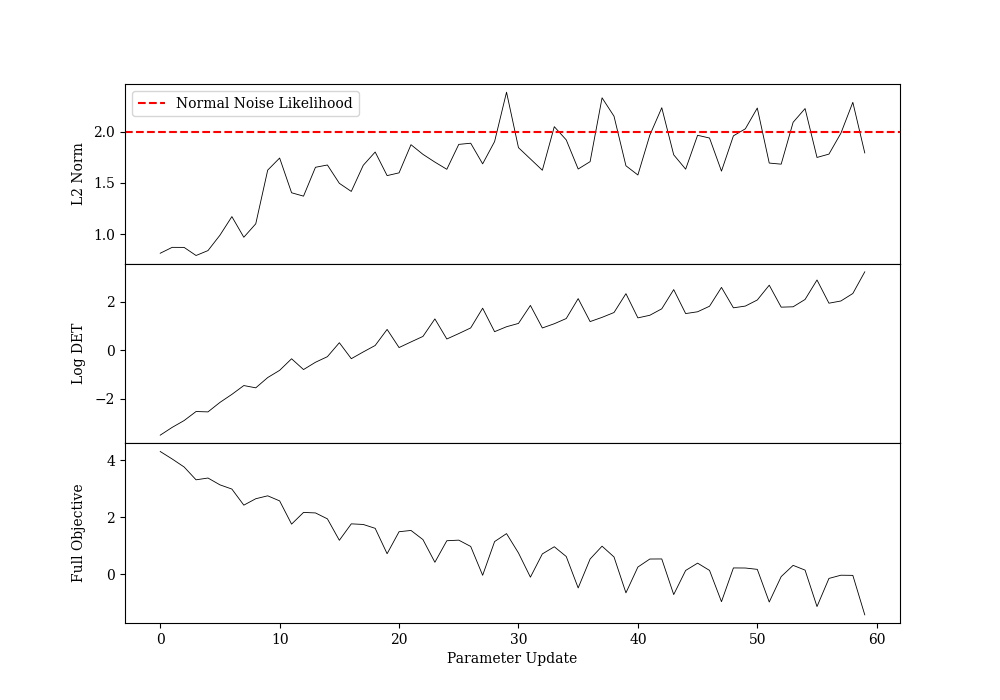 Normal Noise Likelihood
L2 Norm
2.0
1.5
1.0
Log DET
2
0
−2
Full Objective
4
2
0
0 10 20 30 40 50 60
Parameter Update